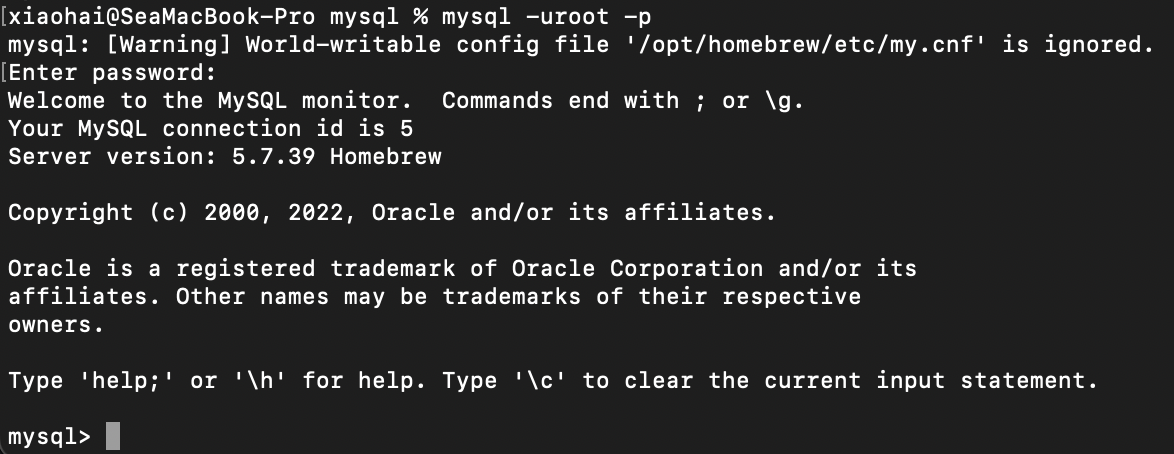 [xiaohai@SeaMacBook-Pro mysql % mysql -uroot -p
mysql: [Warning] World-writable config file '/opt/homebrew/etc/my.cnf' is ignored.
[Enter password:
Welcome to the MySQL monitor.  Commands end with ; or \g.
Your MySQL connection id is 5
Server version: 5.7.39 Homebrew

Copyright (c) 2000, 2022, Oracle and/or its affiliates.

Oracle is a registered trademark of Oracle Corporation and/or its
affiliates. Other names may be trademarks of their respective
owners.

Type 'help;' or '\h' for help. Type '\c' to clear the current input statement.

mysql>